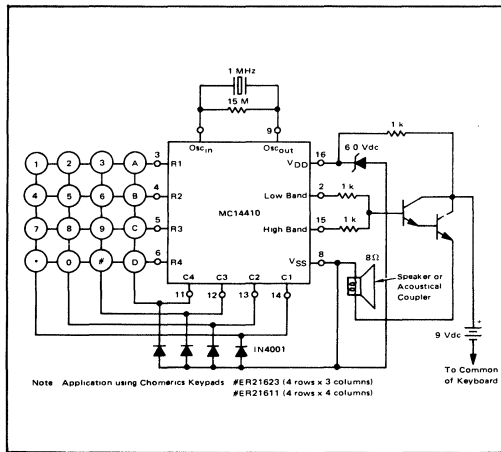 1 MHz
15 M
3
9
Osc in
Osc out
16
6 0 Vdc
1 k
VDD
1 2 3 A
R1
4
4 5 6 B
R2
Low Band
2
1 k
MC14410
5
7 8 9 C
R3
High Band
15
1 k
6
* 0 # D
R4
VSS
8
8Ω
C4 C3 C2 C1
11 12 13 14
Speaker or
Acoustical
Coupler
+
9 Vdc
IN4001
To Common
of Keyboard
Note Application using Chomerics Keypads #ER21623 (4 rows x 3 columns)
#ER21611 (4 rows x 4 columns)